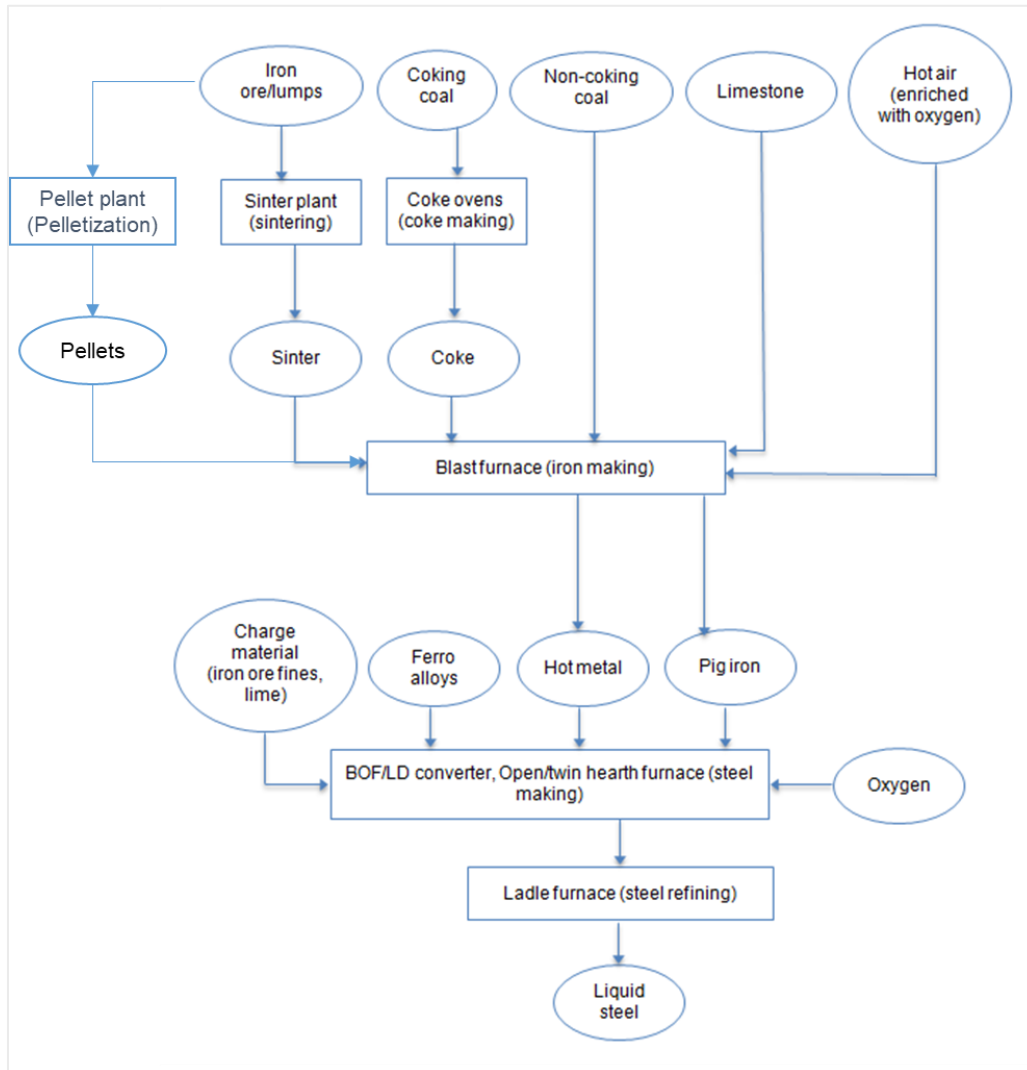 Iron
ore/lumps
Coking
coal
Non-coking
coal
Limestone
Hot air
(enriched
with oxygen)
Pellet plant
(Pelletization)
Sinter plant
(sintering)
Coke ovens
(coke making)
Pellets
Sinter
Coke
Blast furnace (iron making)
Charge
material
(iron ore fines,
lime)
Ferro
alloys
Hot metal
Pig iron
BOF/LD converter, Open/twin hearth furnace (steel
making)
Oxygen
Ladle furnace (steel refining)
Liquid
steel